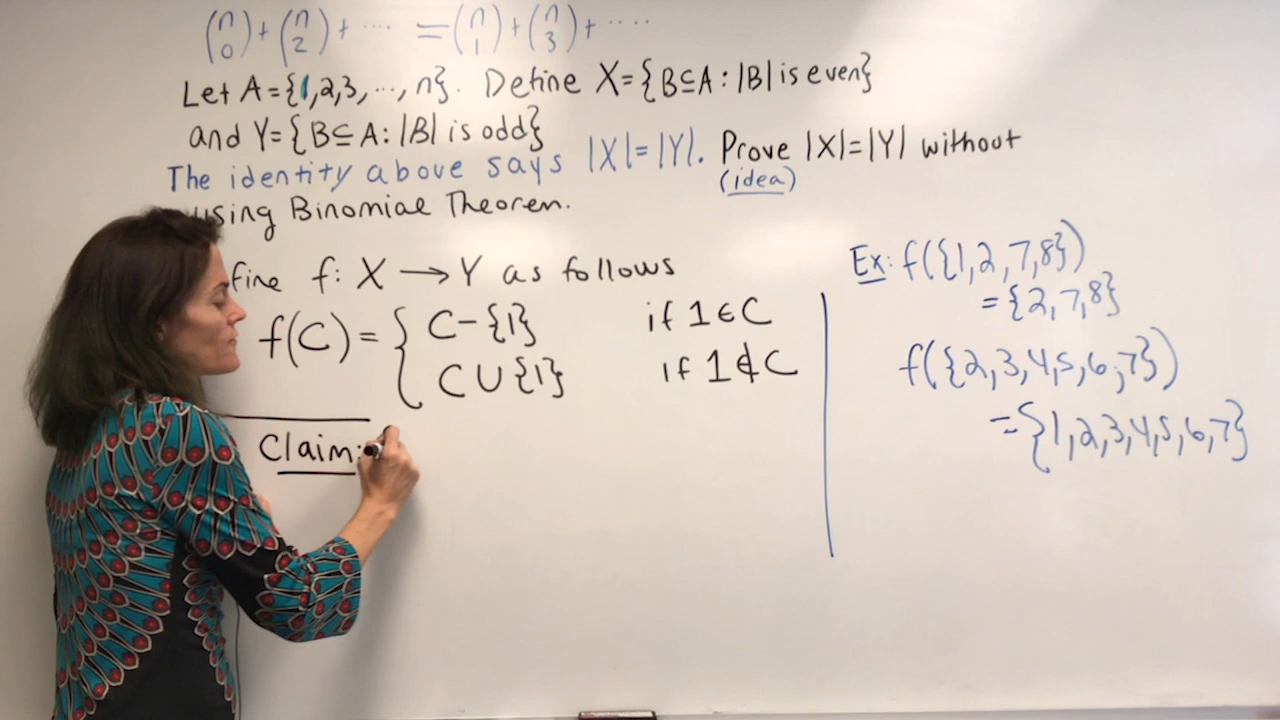 (n 0) + (n 2) + ···· = (n 1) + (n 3) + ·····
Let A={1,2,3,...,n}. Define X={B⊆A: |B| is even}
and Y={B⊆A: |B| is odd}
The identity above says |X|=|Y|. Prove |X|=|Y| without
(idea)
using Binomial Theorem.
fine f: X → Y as follows
f(C) = { C-{1} if 1∈C
C∪{1} if 1∉C
Claim:
Ex: f({1,2,7,8})
={2,7,8}
f({2,3,4,5,6,7})
={1,2,3,4,5,6,7}